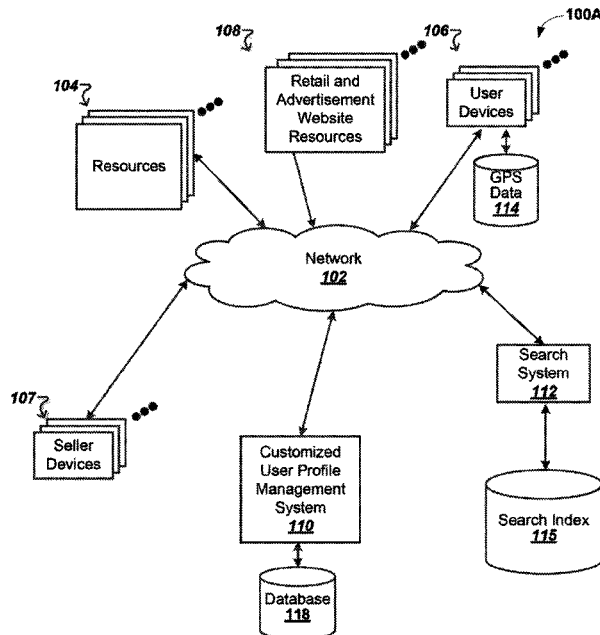 100A
108
106
104
Retail and
Advertisement
Website
Resources
User
Devices
Resources
GPS
Data
114
Network
102
Search
System
112
107
Seller
Devices
Customized
User Profile
Management
System
110
Search Index
115
Database
118